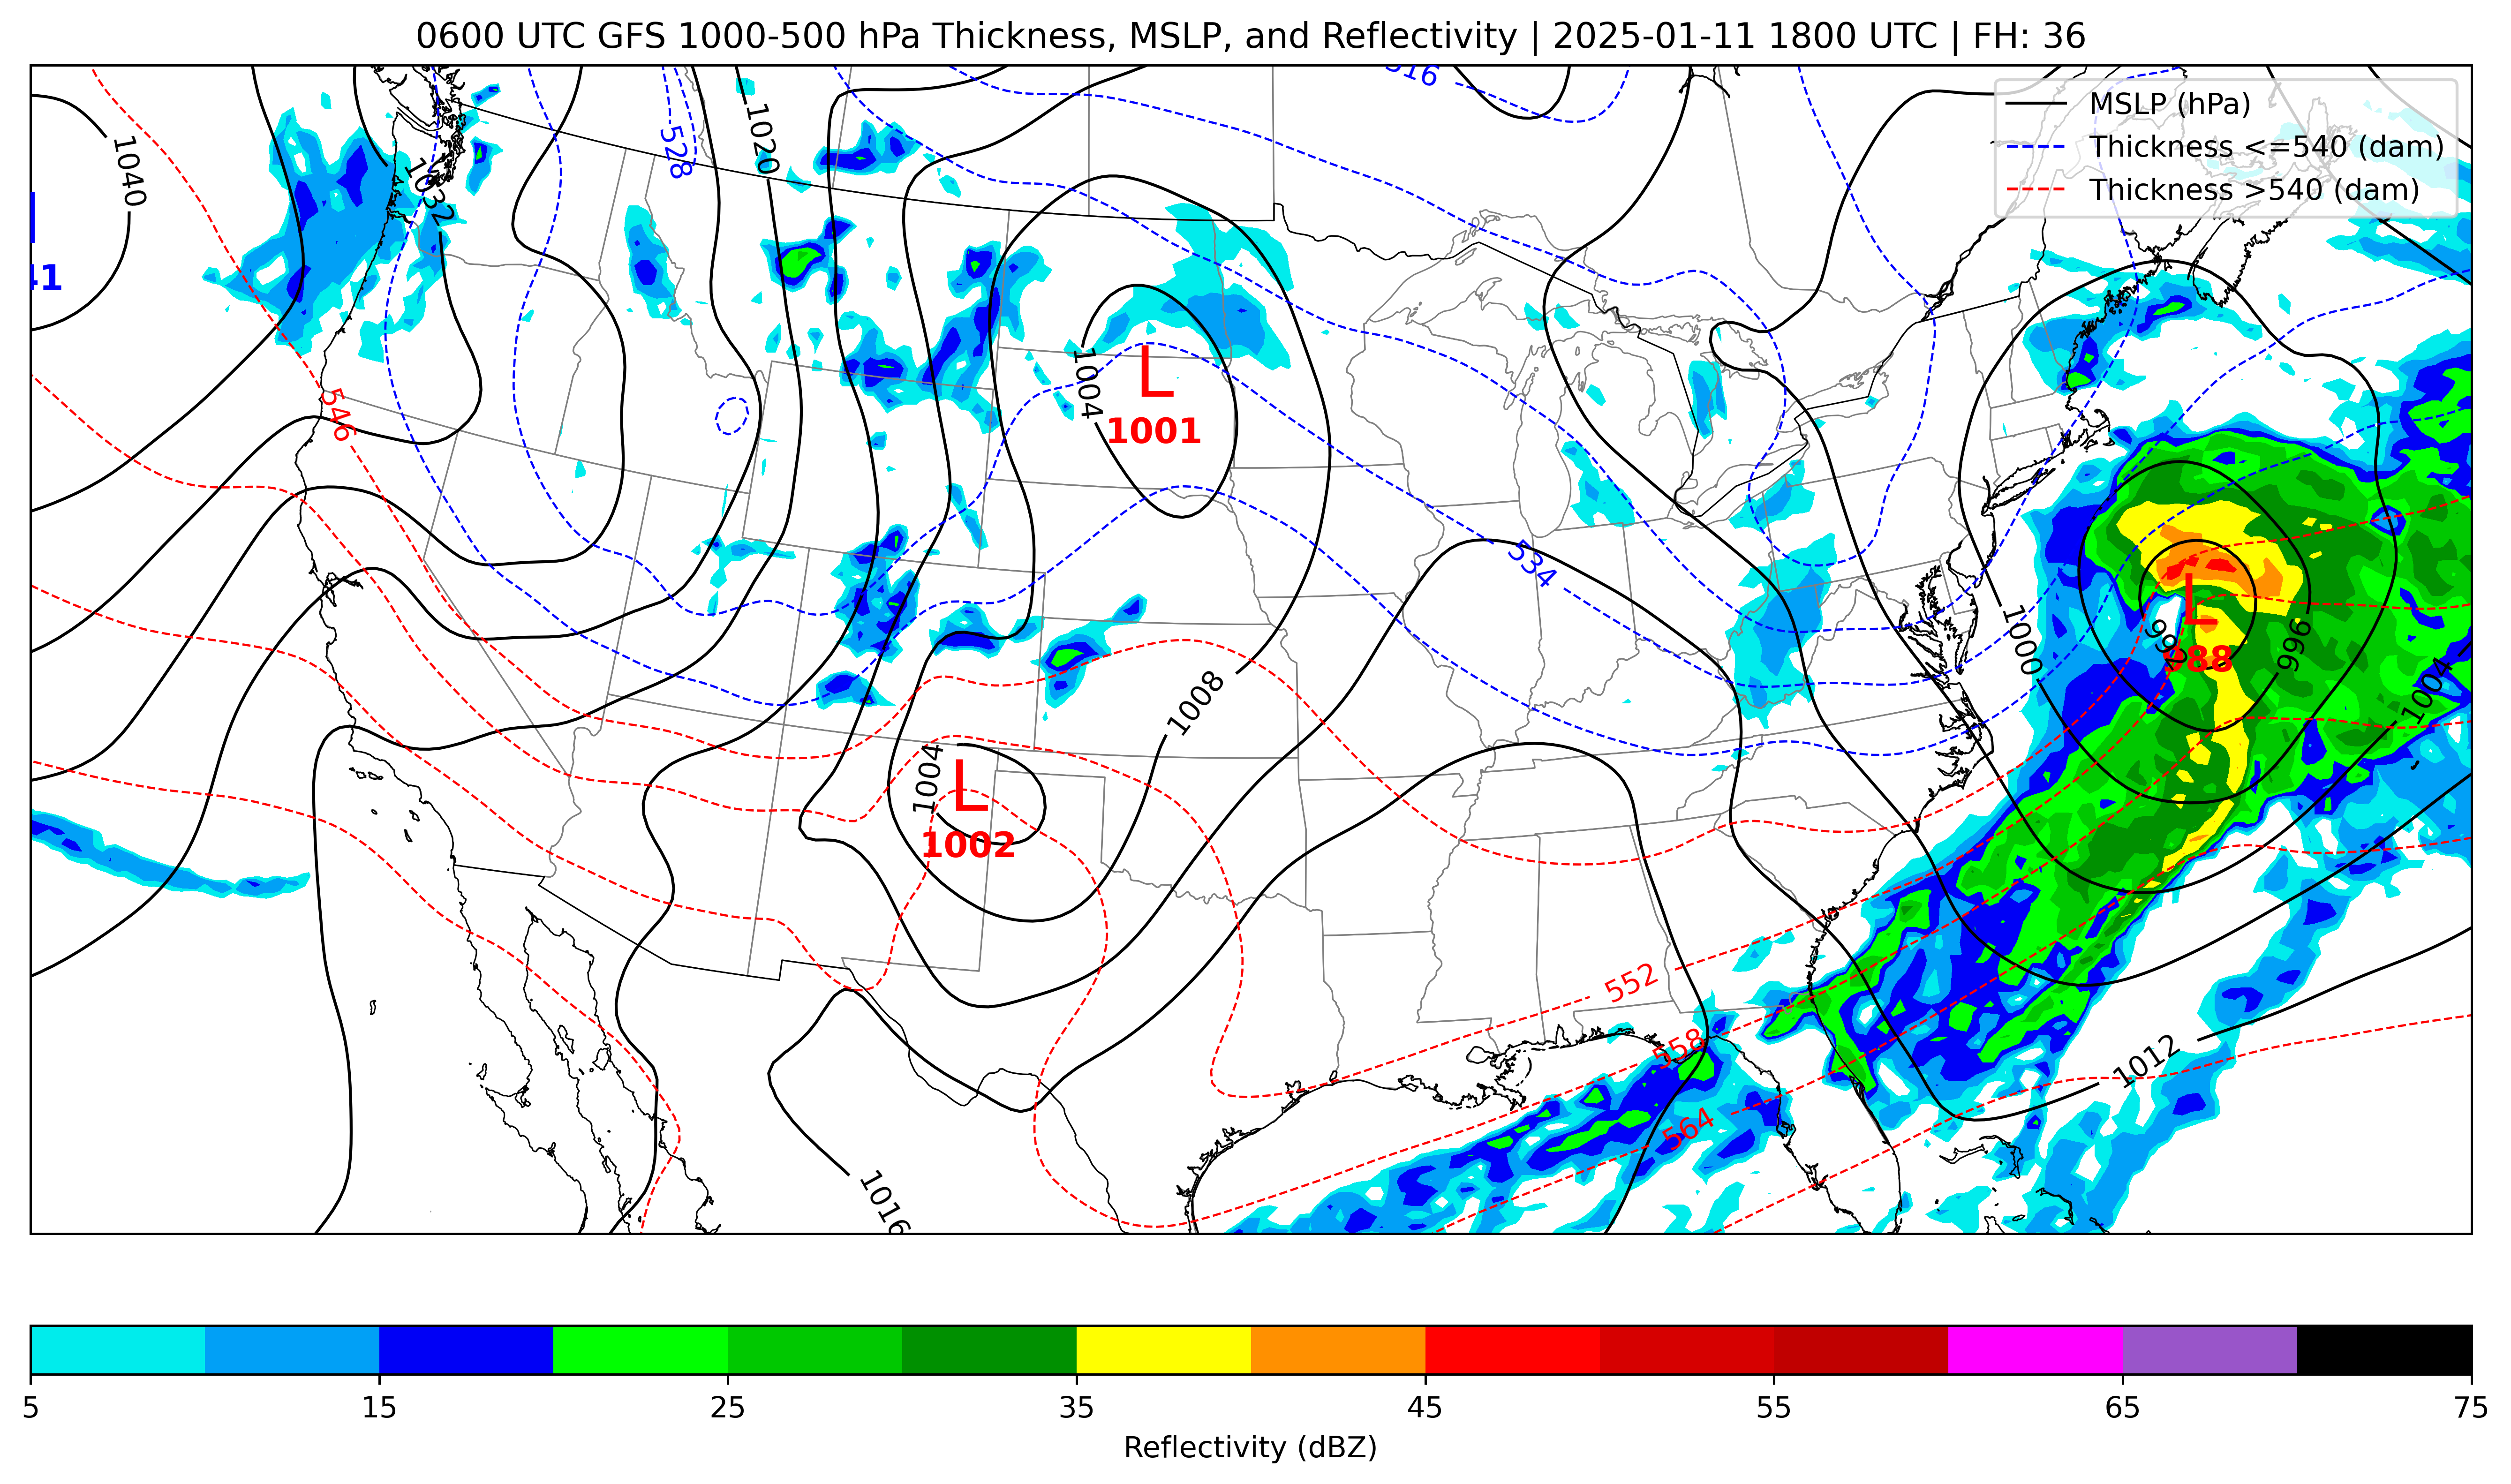 0600 UTC GFS 1000-500 hPa Thickness, MSLP, and Reflectivity | 2025-01-11 1800 UTC | FH: 36
MSLP (hPa)
Thickness <=540 (dam)
Thickness >540 (dam)
516
1040
1032
528
1020
41
546
1004
L
1001
534
1000
L
988
992
996
1004
1008
1004
L
1002
552
558
564
1012
1016
5 15 25 35 45 55 65 75
Reflectivity (dBZ)